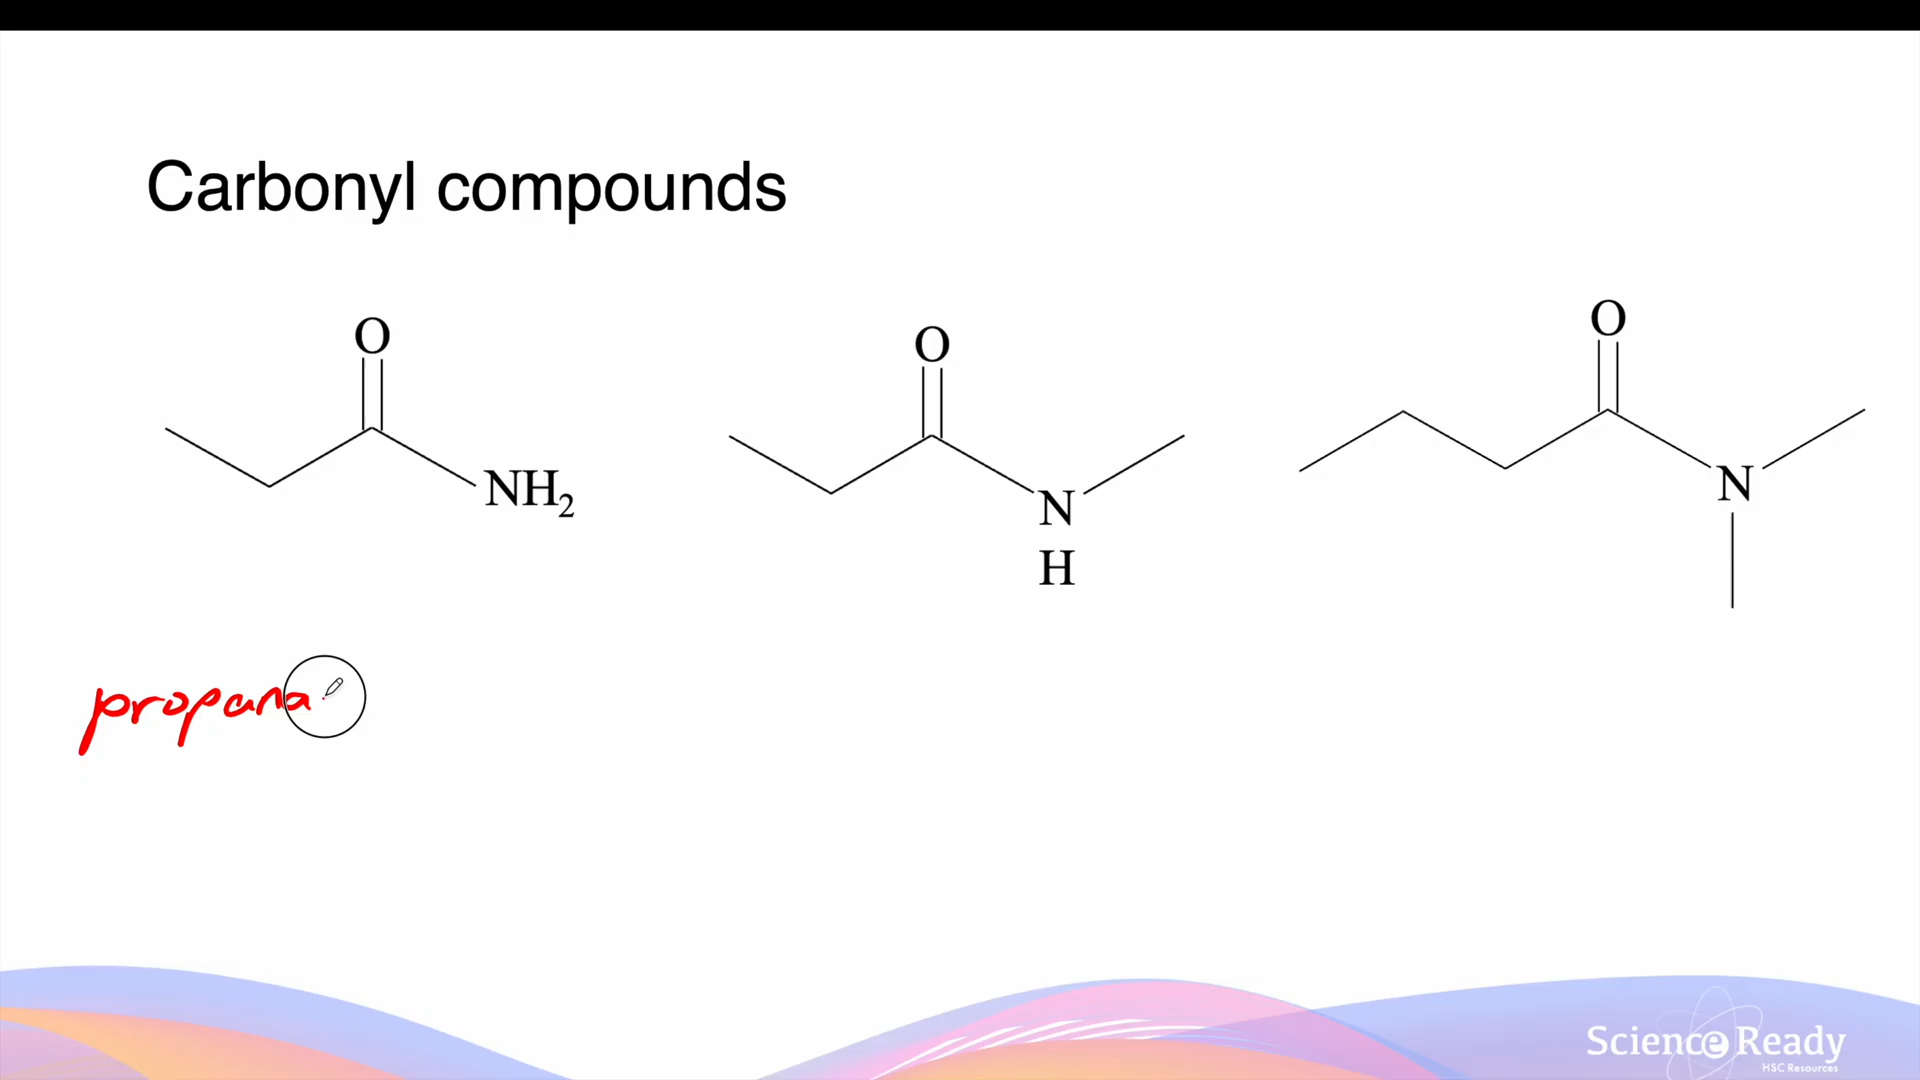 Carbonyl compounds
O
O
O
NH₂
N
H
N
propana
Science Ready
HSC Resources